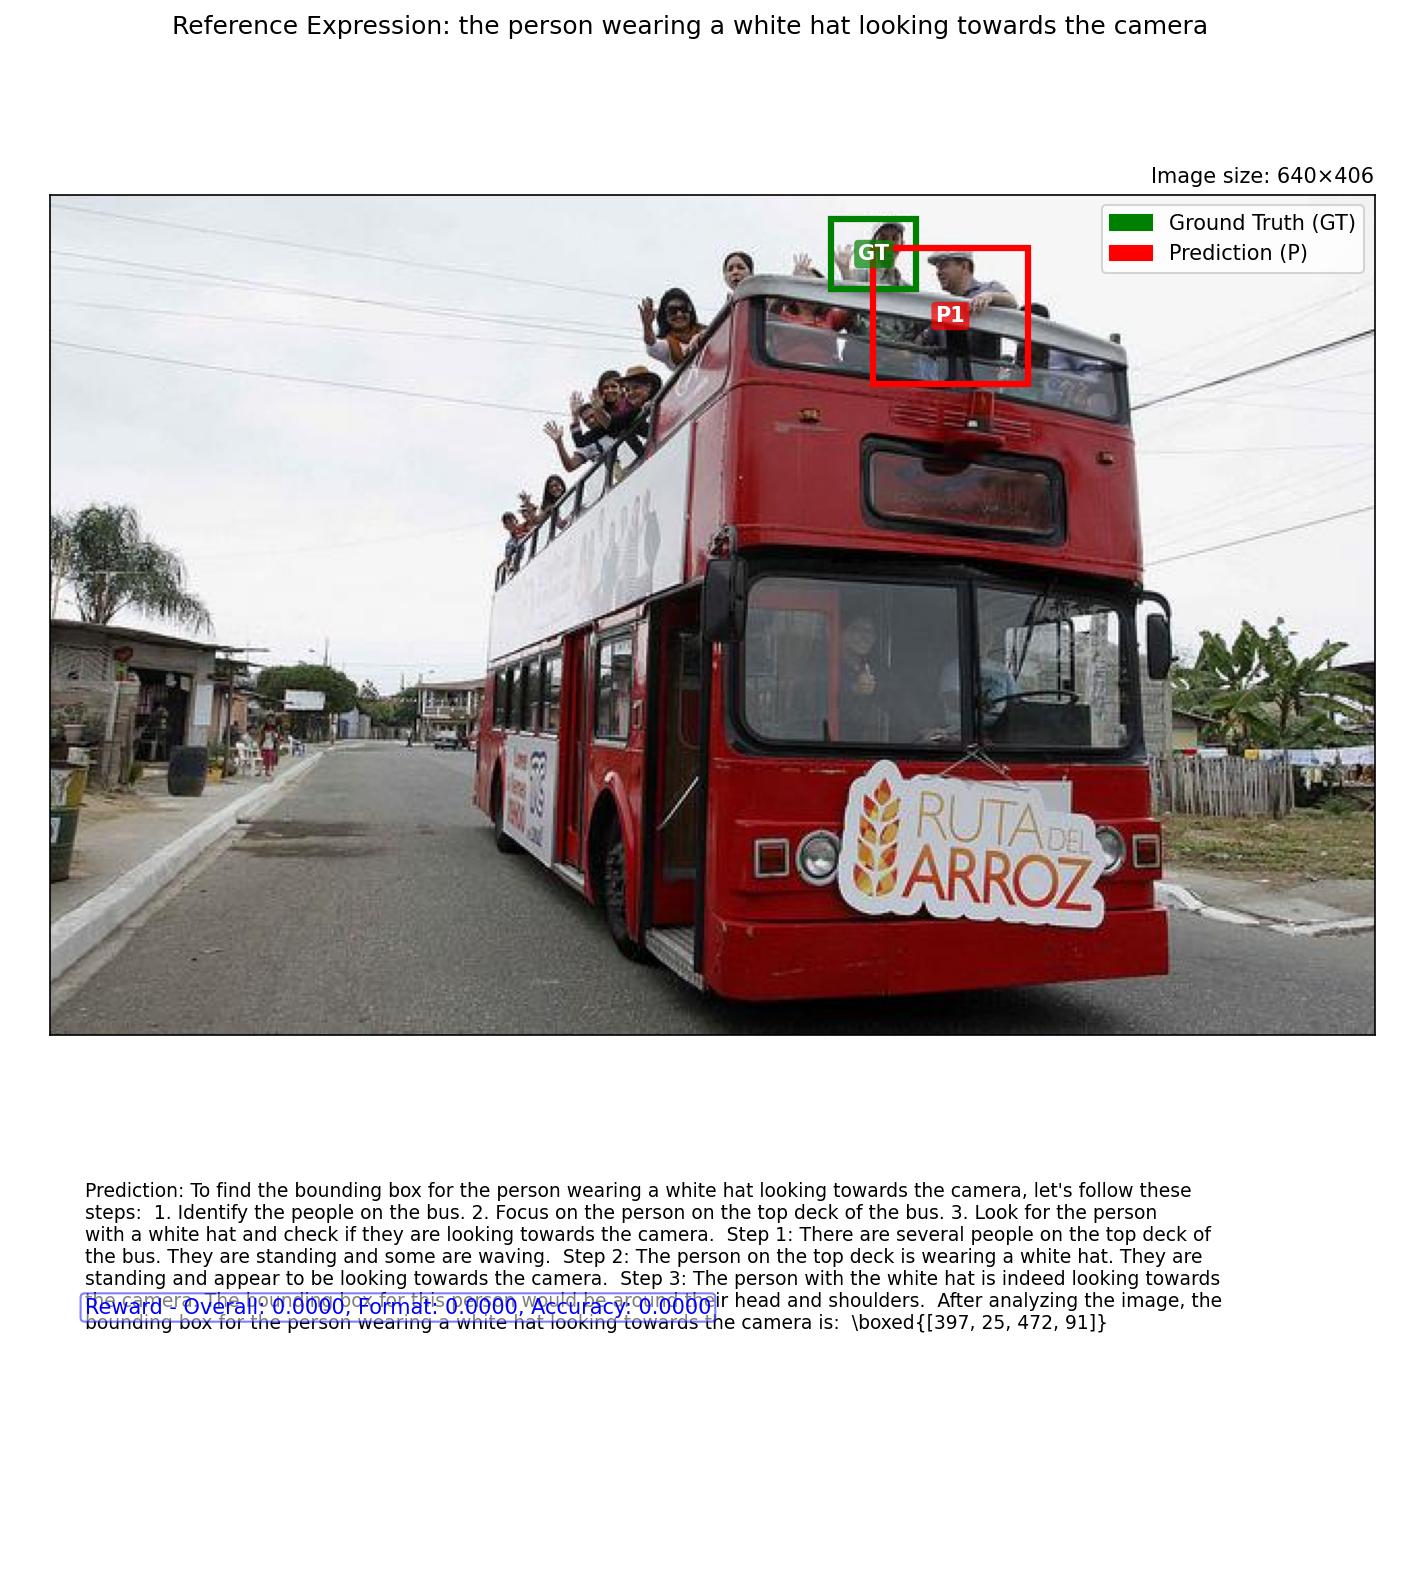 Reference Expression: the person wearing a white hat looking towards the camera
Image size: 640×406
Ground Truth (GT)
Prediction (P)
GT
P1
RUTA DEL
ARROZ
Prediction: To find the bounding box for the person wearing a white hat looking towards the camera, let's follow these
steps:  1. Identify the people on the bus. 2. Focus on the person on the top deck of the bus. 3. Look for the person
with a white hat and check if they are looking towards the camera.  Step 1: There are several people on the top deck of
the bus. They are standing and some are waving.  Step 2: The person on the top deck is wearing a white hat. They are
standing and appear to be looking towards the camera.  Step 3: The person with the white hat is indeed looking towards
the camera. The bounding box for this person would be around their head and shoulders.  After analyzing the image, the
Reward - Overall: 0.0000, Format: 0.0000, Accuracy: 0.0000
bounding box for the person wearing a white hat looking towards the camera is:  \boxed{[397, 25, 472, 91]}